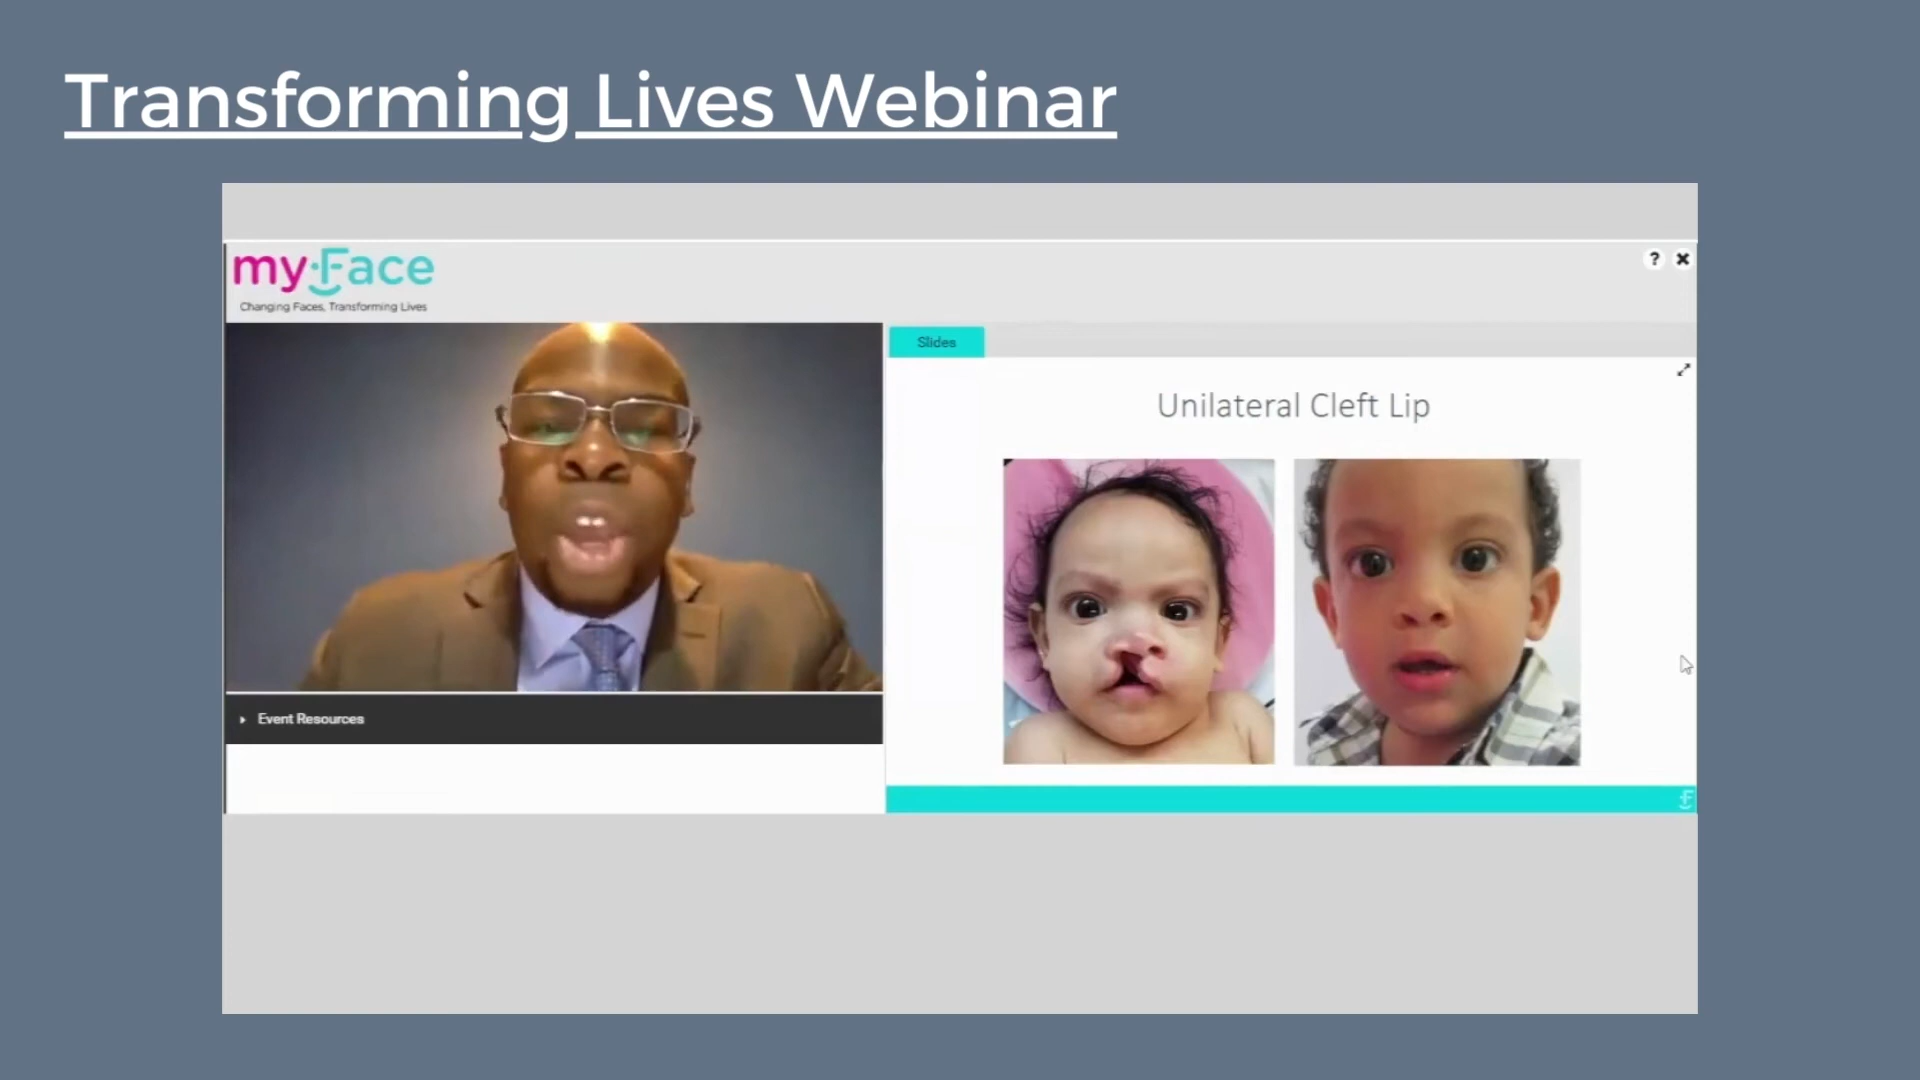 Transforming Lives Webinar
my Face
Changing Faces, Transforming Lives
? ×
Slides
Unilateral Cleft Lip
Event Resources